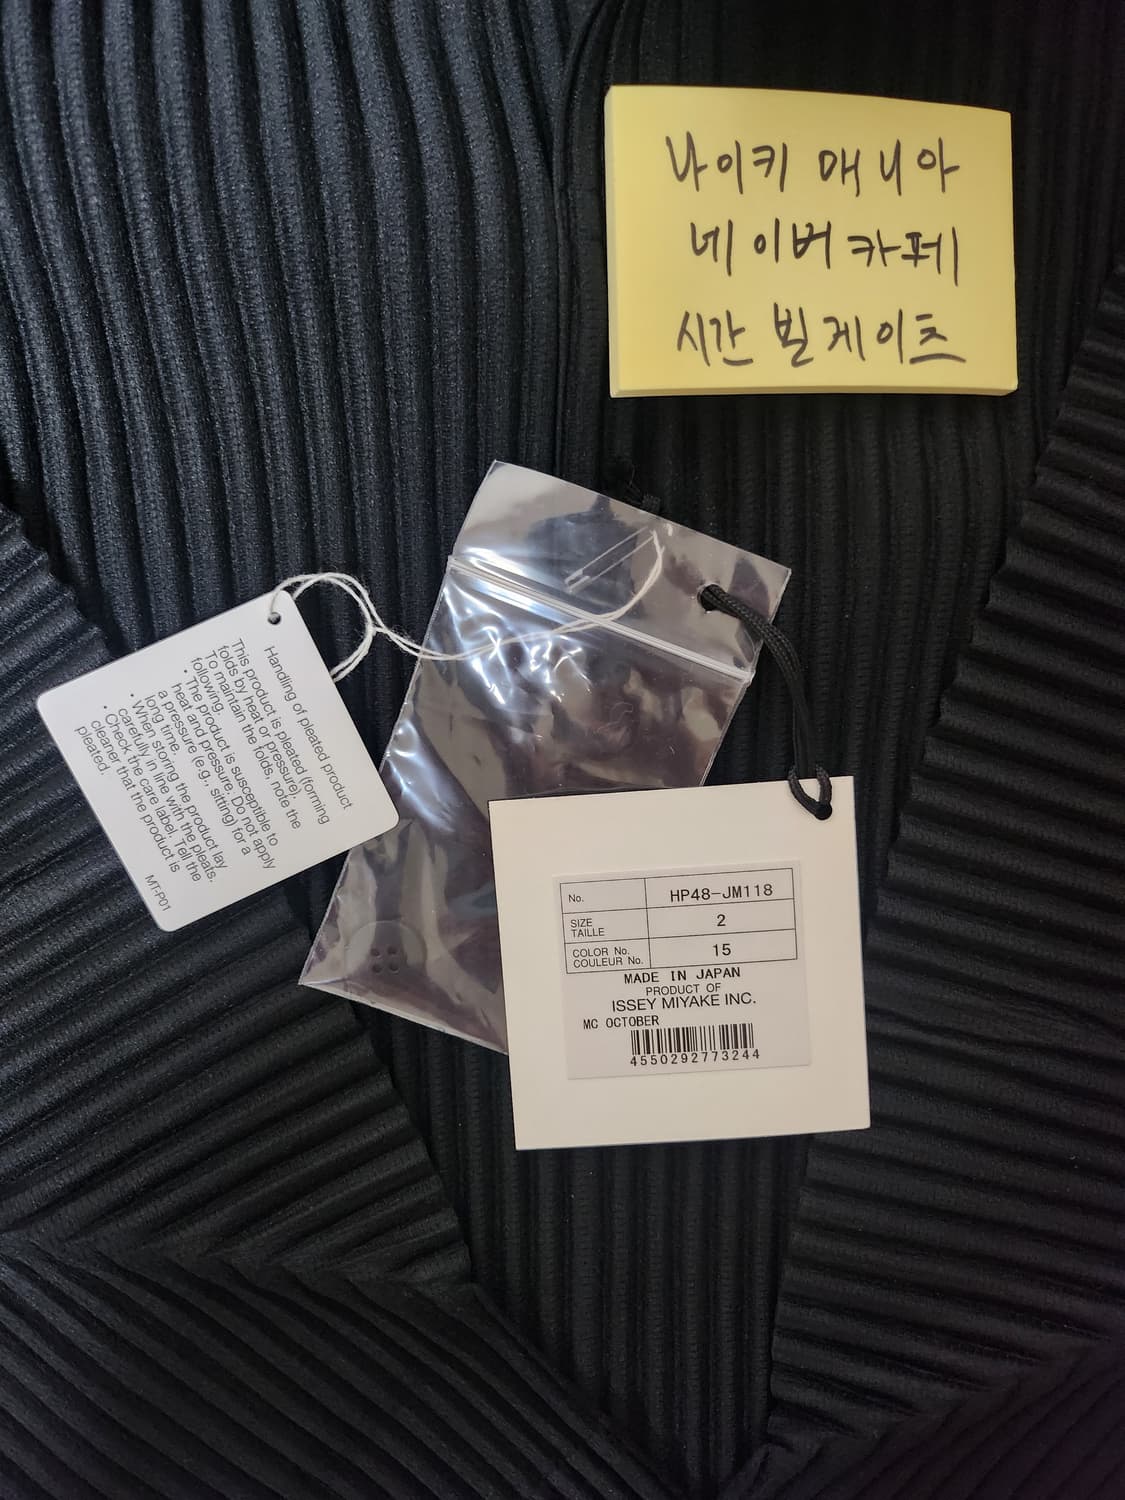 나이키 매니아
네이버 카페
시간 빌게이츠
Handling of pleated product
This product is pleated (forming
folds by heat or pressure).
To maintain the folds, note the
following.
• The product is susceptible to
heat and pressure. Do not apply
a pressure (e.g., sitting) for a
long time.
• When storing the product lay
carefully in line with the pleats.
• Check the care label. Tell the
cleaner that the product is
pleated.
MT-P01
No. HP48-JM118
SIZE
TAILLE 2
COLOR No.
COULEUR No. 15
MADE IN JAPAN
PRODUCT OF
ISSEY MIYAKE INC.
MC OCTOBER
4550292773244